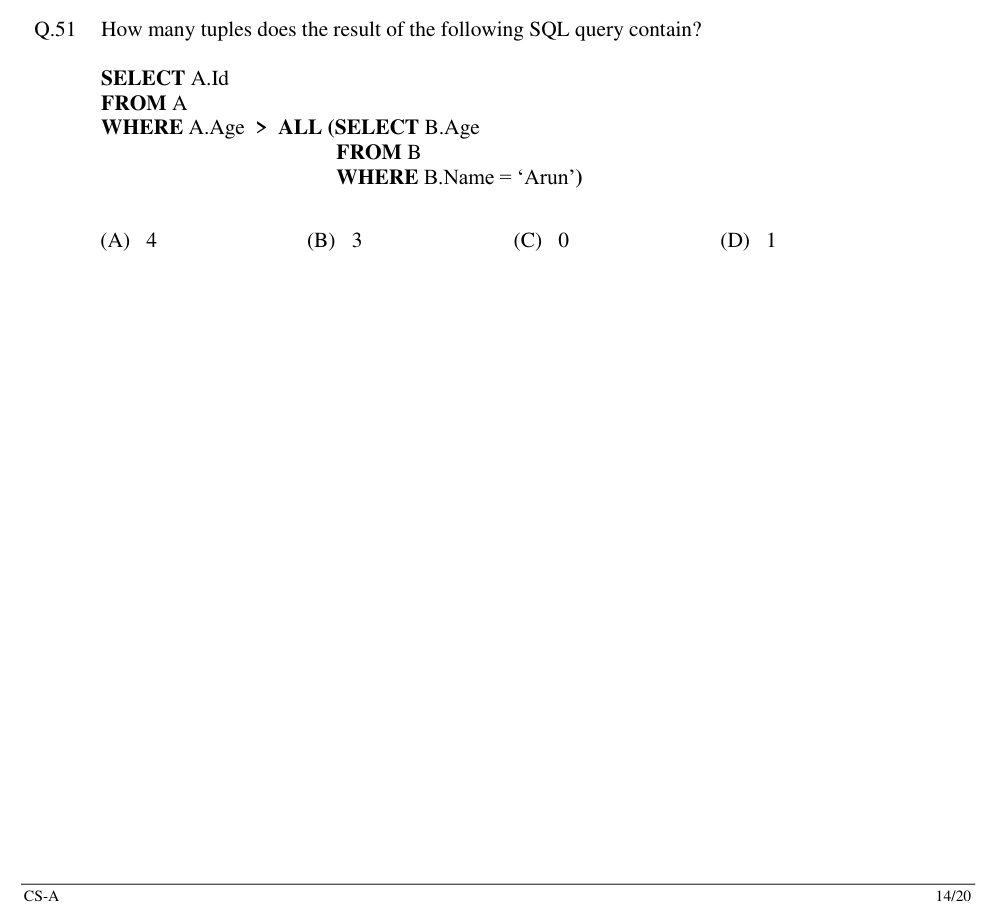 Q.51 How many tuples does the result of the following SQL query contain?
SELECT A.Id
FROM A
WHERE A.Age > ALL (SELECT B.Age
FROM B
WHERE B.Name = ‘Arun’)
(A) 4 (B) 3 (C) 0 (D) 1
CS-A 14/20